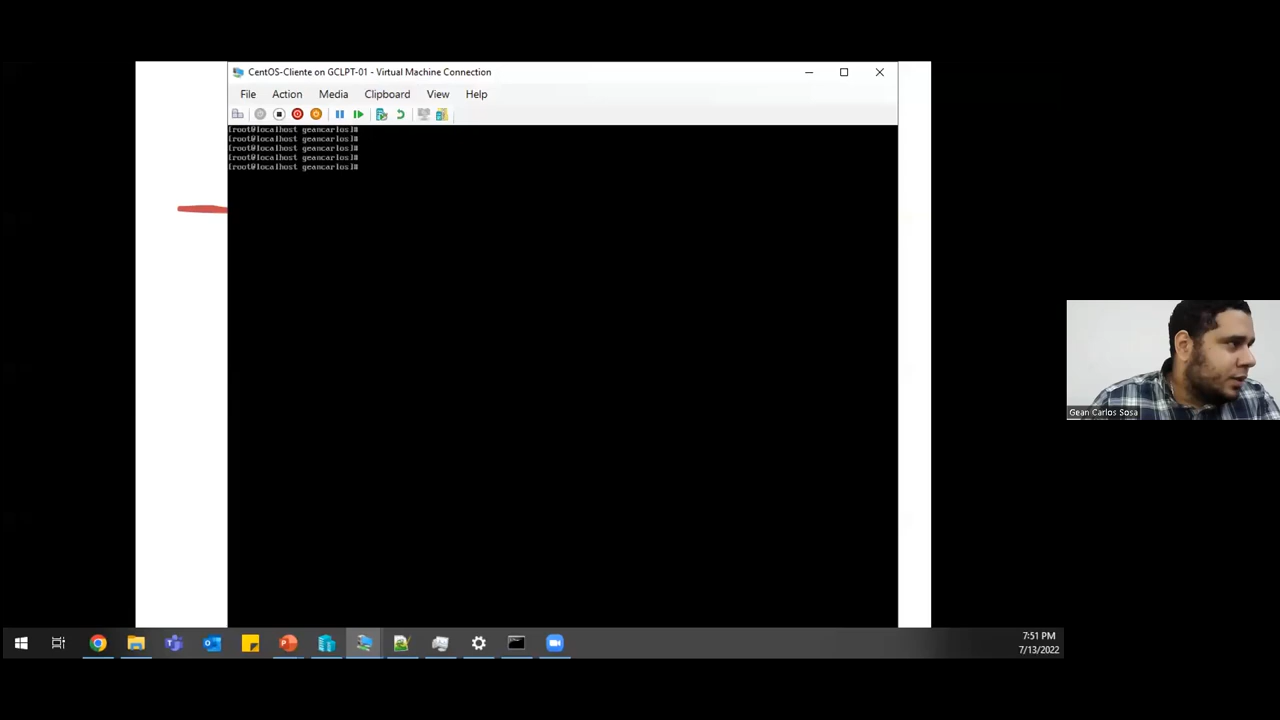 CentOS-Cliente on GCLPT-01 - Virtual Machine Connection
File Action Media Clipboard View Help
[root@localhost geancarlos]#
[root@localhost geancarlos]#
[root@localhost geancarlos]#
[root@localhost geancarlos]#
[root@localhost geancarlos]#
Gean Carlos Sosa
7:51 PM
7/13/2022